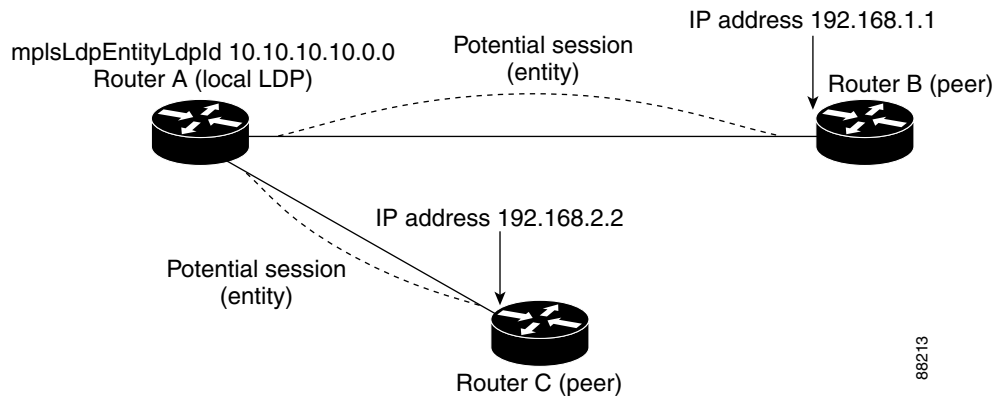 IP address 192.168.1.1
mplsLdpEntityLdpId 10.10.10.10.0.0
Router A (local LDP)
Potential session
(entity)
Router B (peer)
IP address 192.168.2.2
Potential session
(entity)
Router C (peer)
88213